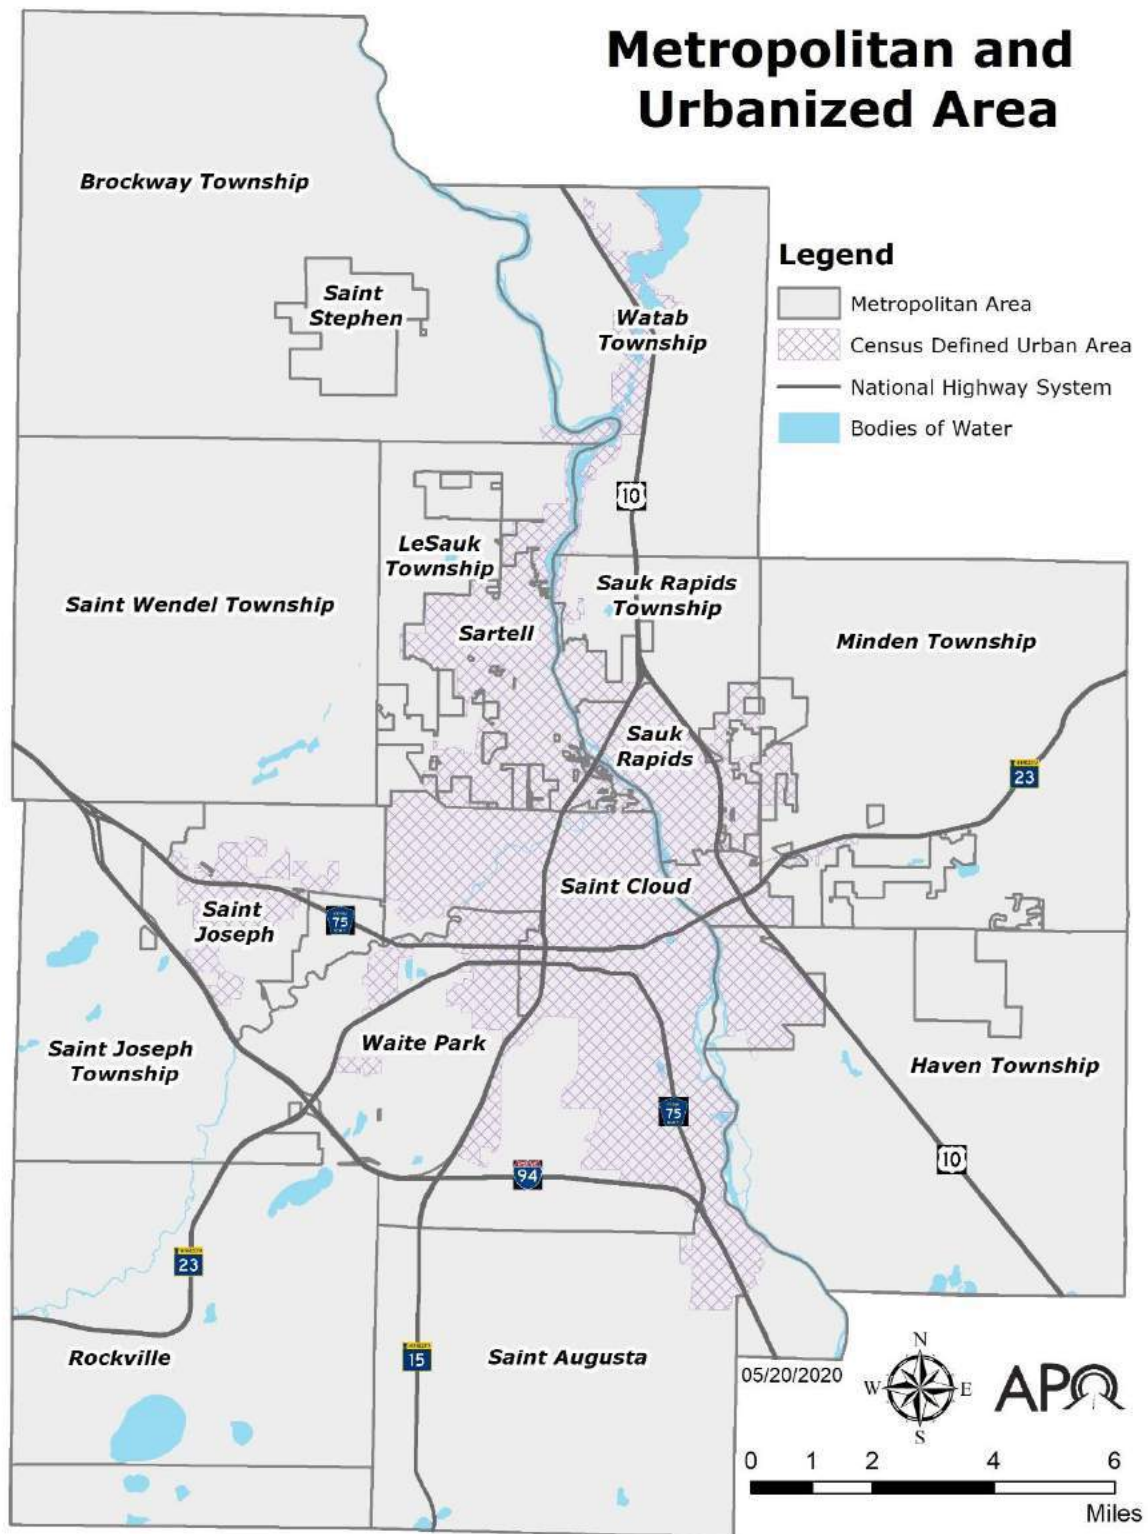 Metropolitan and
Urbanized Area
Brockway Township
Legend
Saint
Stephen
Metropolitan Area
Watab
Township
Census Defined Urban Area
National Highway System
Bodies of Water
10
LeSauk
Township
Sauk Rapids
Township
Saint Wendel Township
Sartell
Minden Township
Sauk
Rapids
23
Saint Cloud
Saint
Joseph
75
Waite Park
Saint Joseph
Township
Haven Township
75
10
94
23
Rockville
15
Saint Augusta
05/20/2020
N
W
E
S
APO
0 1 2 4 6
Miles